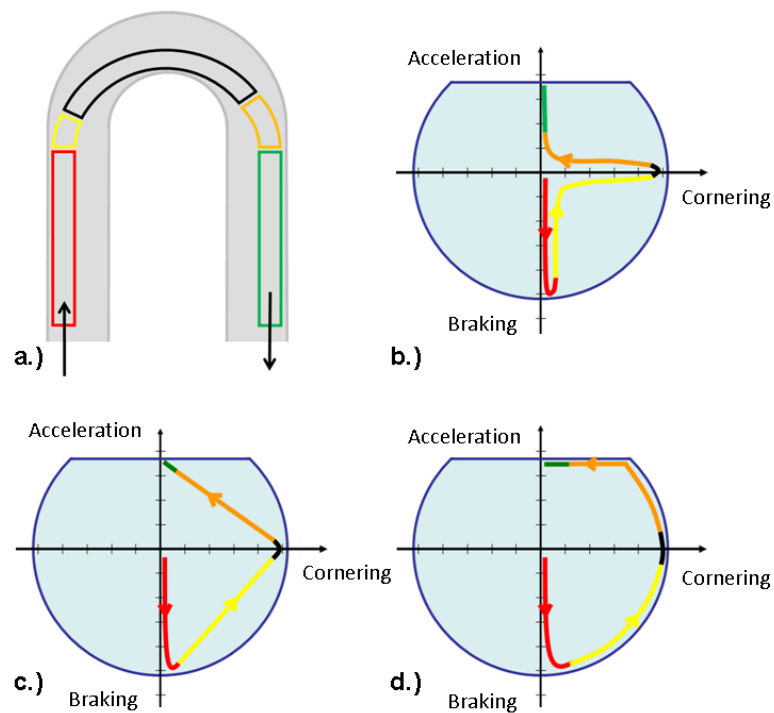 a.)
Acceleration
Cornering
Braking
b.)
Acceleration
Cornering
Braking
c.)
Acceleration
Cornering
Braking
d.)